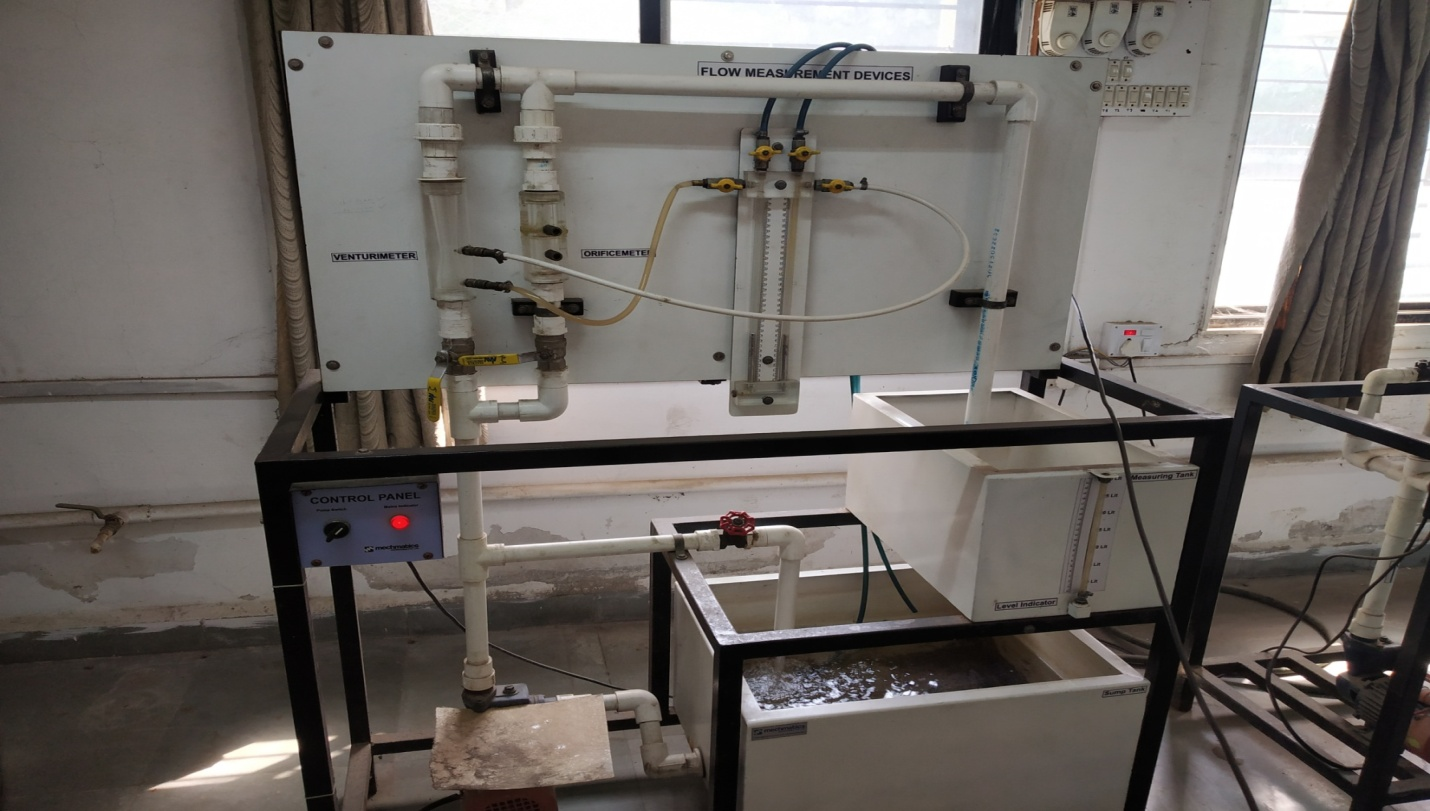 FLOW MEASUREMENT DEVICES
VENTURIMETER
ORIFICEMETER
CONTROL PANEL
Measuring Tank
Level Indicator
Sump Tank